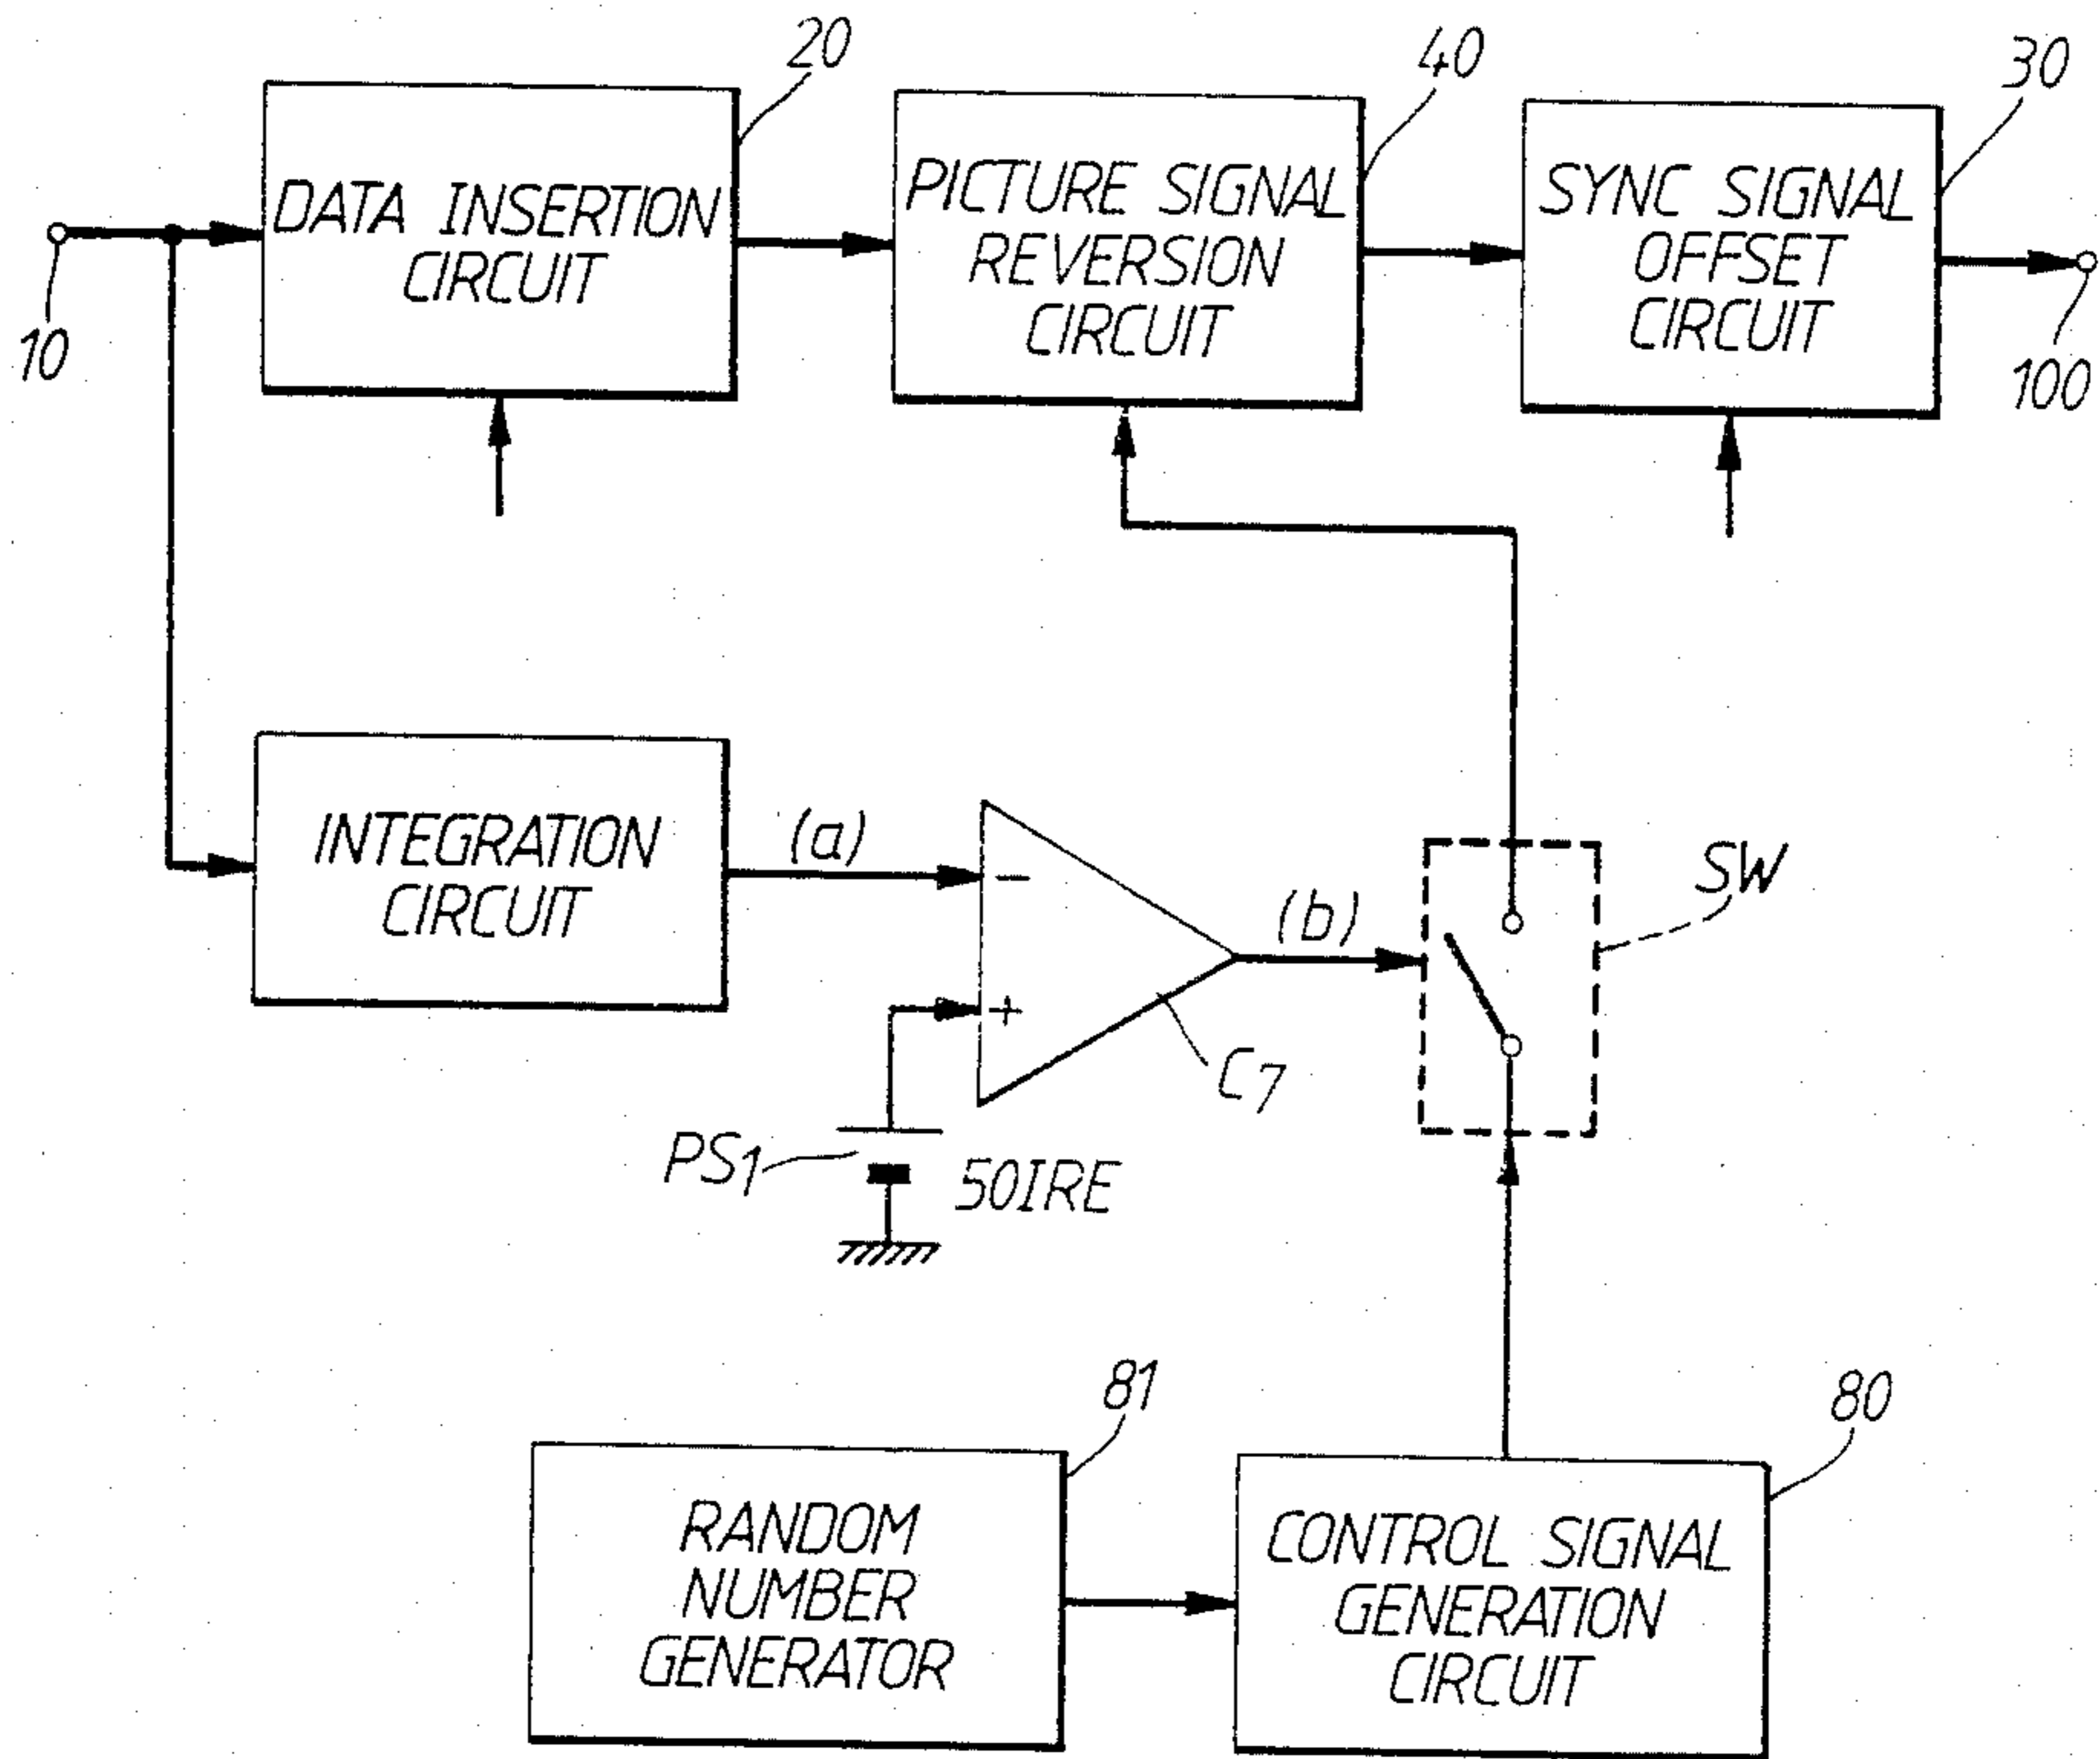 20
40
30
DATA INSERTION
CIRCUIT
PICTURE SIGNAL
REVERSION
CIRCUIT
SYNC SIGNAL
OFFSET
CIRCUIT
10
100
INTEGRATION
CIRCUIT
(a)
-
+
(b)
SW
C7
PS1
50IRE
81
80
RANDOM
NUMBER
GENERATOR
CONTROL SIGNAL
GENERATION
CIRCUIT